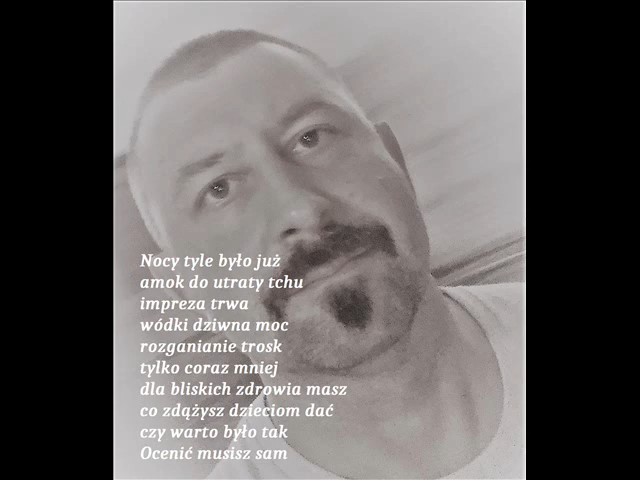 Nocy tyle było już
amok do utraty tchu
impreza trwa
wódki dziwna moc
rozganianie trosk
tylko coraz mniej
dla bliskich zdrowia masz
co zdążysz dzieciom dać
czy warto było tak
Ocenić musisz sam